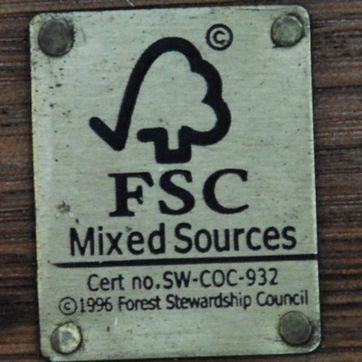 ©
FSC
Mixed Sources
Cert no.SW-COC-932
©1996 Forest Stewardship Council